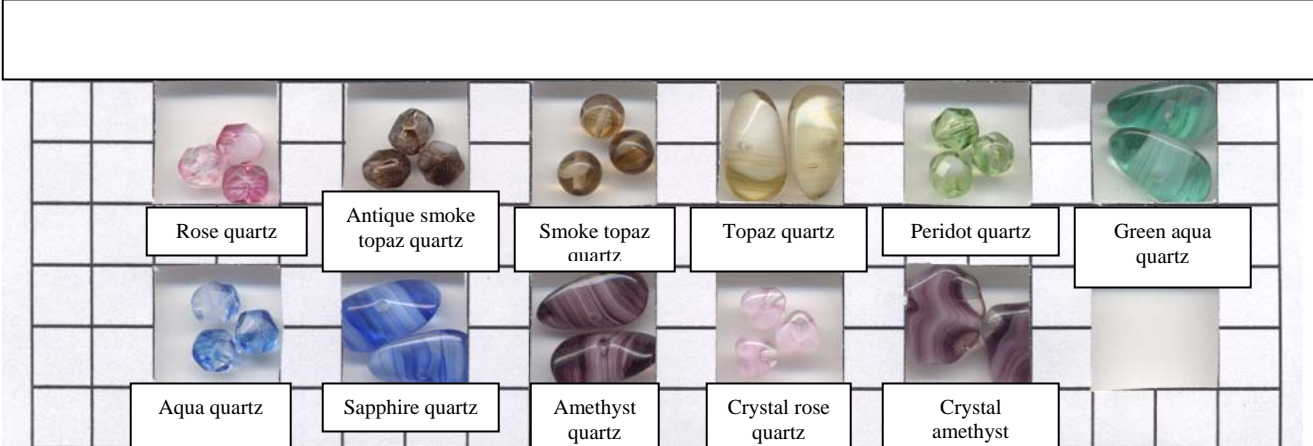 Rose quartz
Antique smoke
topaz quartz
Smoke topaz
quartz
Topaz quartz
Peridot quartz
Green aqua
quartz
Aqua quartz
Sapphire quartz
Amethyst
quartz
Crystal rose
quartz
Crystal
amethyst